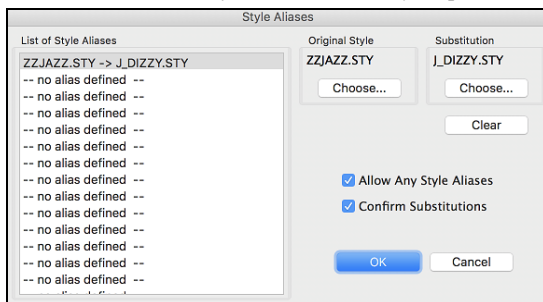 Style Aliases
List of Style Aliases
ZZJAZZ.STY -> J_DIZZY.STY
-- no alias defined --
-- no alias defined --
-- no alias defined --
-- no alias defined --
-- no alias defined --
-- no alias defined --
-- no alias defined --
-- no alias defined --
-- no alias defined --
-- no alias defined --
-- no alias defined --
-- no alias defined --
-- no alias defined --
Original Style
ZZJAZZ.STY
Choose...
Substitution
J_DIZZY.STY
Choose...
Clear
Allow Any Style Aliases
Confirm Substitutions
OK
Cancel